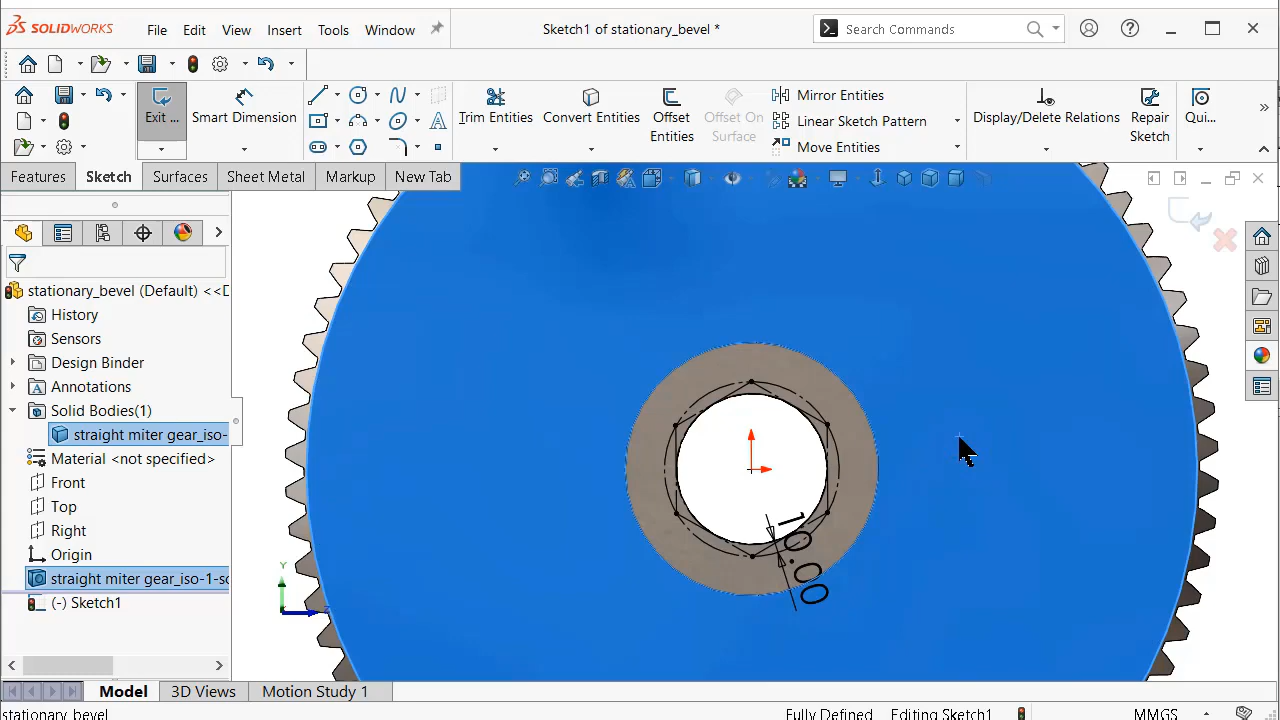 SOLIDWORKS File Edit View Insert Tools Window Sketch1 of stationary_bevel * Search Commands
Exit ... Smart Dimension Trim Entities Convert Entities Offset Entities Offset On Surface Mirror Entities Linear Sketch Pattern Move Entities Display/Delete Relations Repair Sketch Qui...
Features Sketch Surfaces Sheet Metal Markup New Tab
stationary_bevel (Default) <<D
History
Sensors
Design Binder
Annotations
Solid Bodies(1)
straight miter gear_iso-
Material <not specified>
Front
Top
Right
Origin
straight miter gear_iso-1-so
(-) Sketch1
10.00
Y
Model 3D Views Motion Study 1
stationary_bevel Fully Defined Editing Sketch1 MMGS